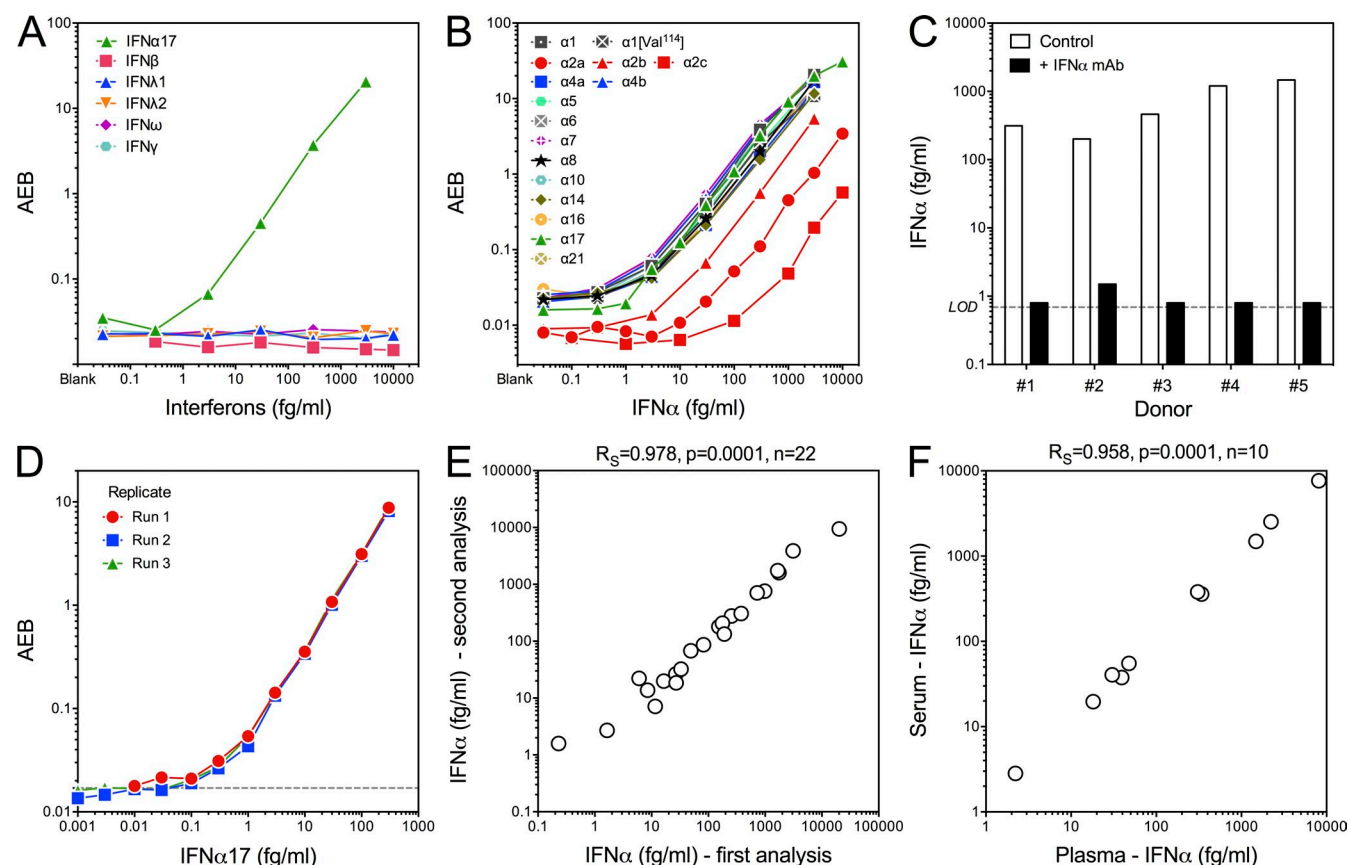 A
AEB
100
10
1
0.1
IFNα17
IFNβ
IFNλ1
IFNλ2
IFNω
IFNγ
Blank 0.1 1 10 100 1000 10000
Interferons (fg/ml)
B
AEB
100
10
1
0.1
0.01
α1 α1[Val114]
α2a α2b α2c
α4a α4b
α5
α6
α7
α8
α10
α14
α16
α17
α21
Blank 0.1 1 10 100 1000 10000
IFNα (fg/ml)
C
IFNα (fg/ml)
10000
1000
100
10
1
0.1
LOD
Control
+ IFNα mAb
#1 #2 #3 #4 #5
Donor
D
AEB
10
1
0.1
0.01
Replicate
Run 1
Run 2
Run 3
0.001 0.01 0.1 1 10 100 1000
IFNα17 (fg/ml)
E
RS=0.978, p=0.0001, n=22
IFNα (fg/ml) - second analysis
100000
10000
1000
100
10
1
0.1
0.1 1 10 100 1000 10000 100000
IFNα (fg/ml) - first analysis
F
RS=0.958, p=0.0001, n=10
Serum - IFNα (fg/ml)
10000
1000
100
10
1
1 10 100 1000 10000
Plasma - IFNα (fg/ml)